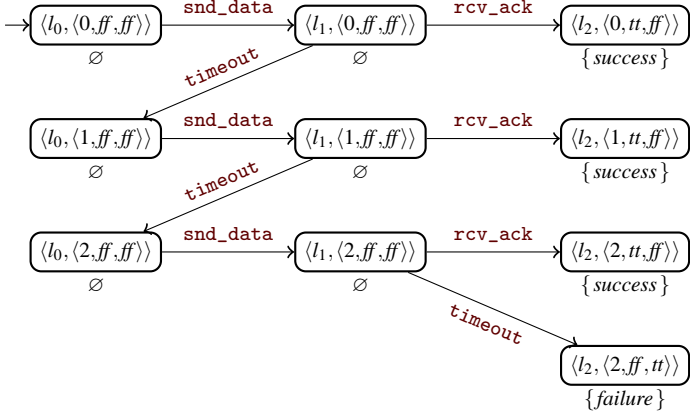 snd_data rcv_ack
⟨l₀,⟨0,ff,ff⟩⟩ ⟨l₁,⟨0,ff,ff⟩⟩ ⟨l₂,⟨0,tt,ff⟩⟩
∅ ∅ {success}
timeout
snd_data rcv_ack
⟨l₀,⟨1,ff,ff⟩⟩ ⟨l₁,⟨1,ff,ff⟩⟩ ⟨l₂,⟨1,tt,ff⟩⟩
∅ ∅ {success}
timeout
snd_data rcv_ack
⟨l₀,⟨2,ff,ff⟩⟩ ⟨l₁,⟨2,ff,ff⟩⟩ ⟨l₂,⟨2,tt,ff⟩⟩
∅ ∅ {success}
timeout
⟨l₂,⟨2,ff,tt⟩⟩
{failure}